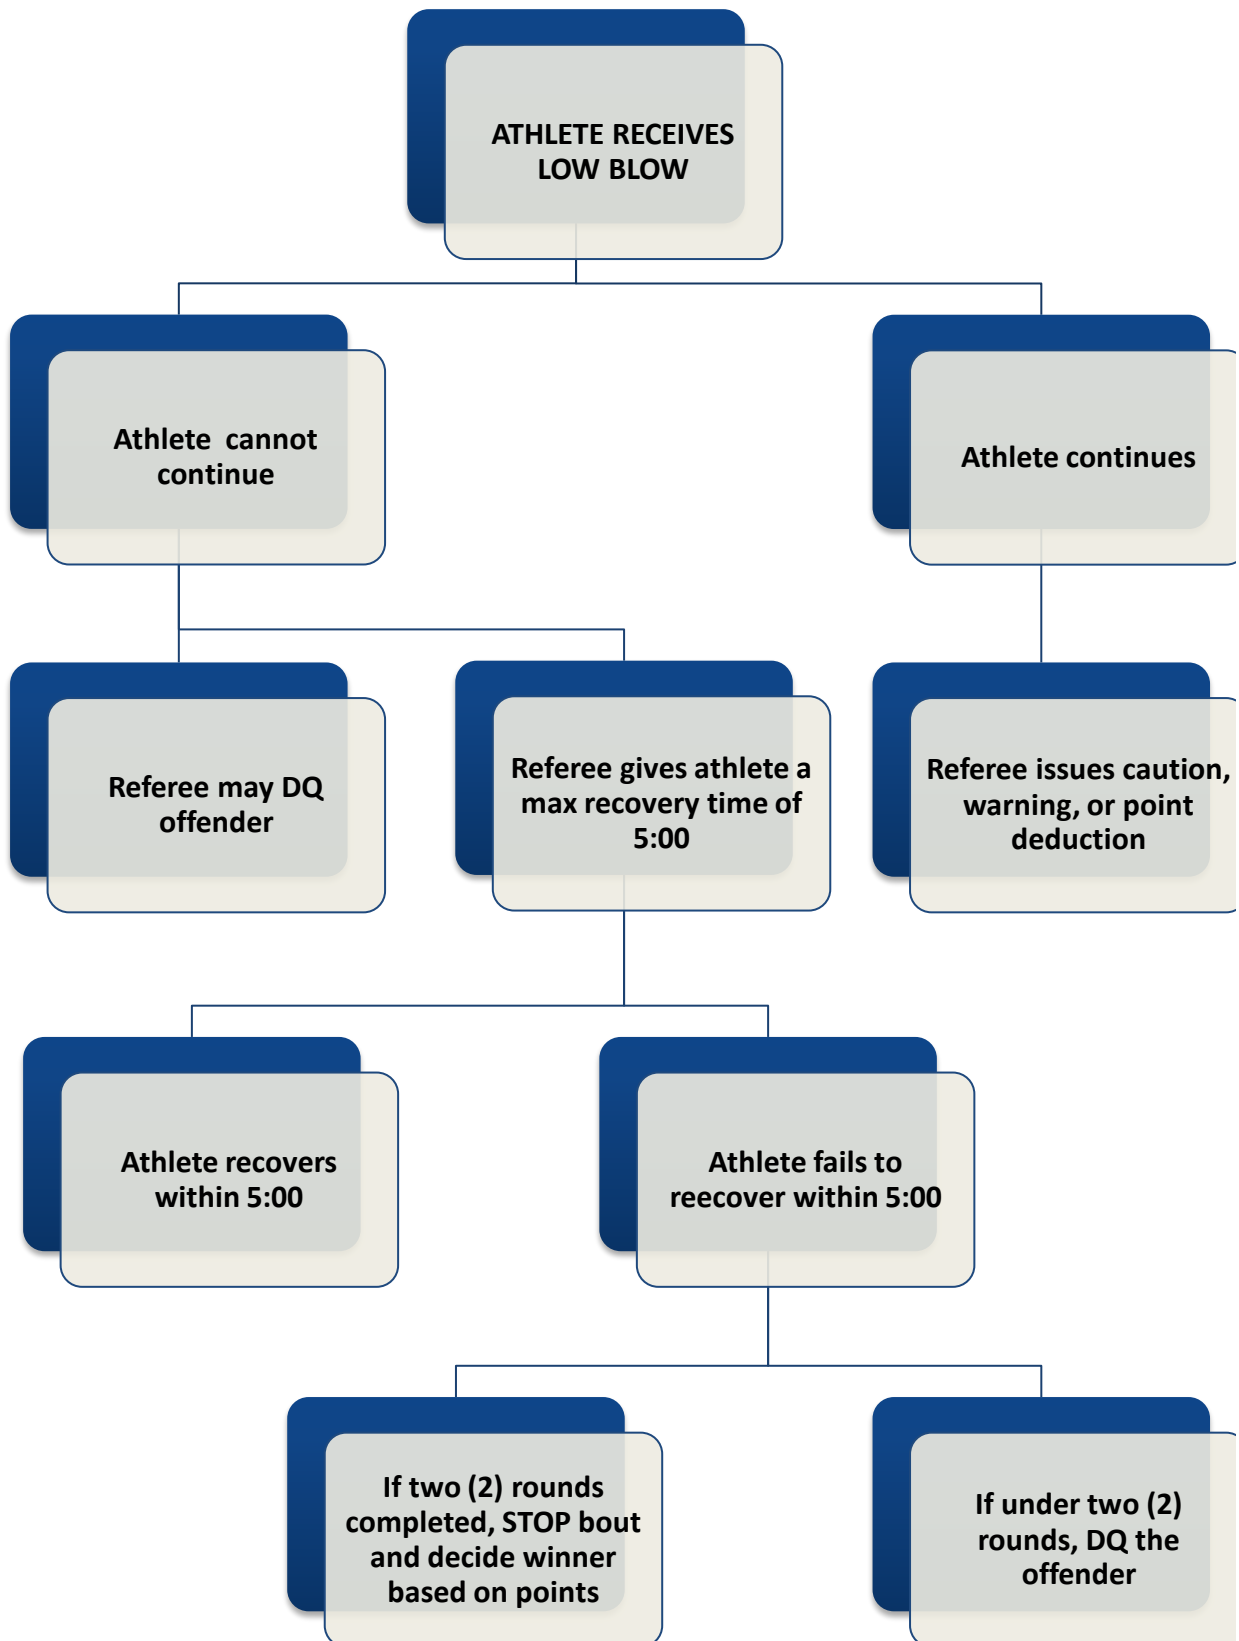 ATHLETE RECEIVES
LOW BLOW
Athlete cannot
continue
Athlete continues
Referee may DQ
offender
Referee gives athlete a
max recovery time of
5:00
Referee issues caution,
warning, or point
deduction
Athlete recovers
within 5:00
Athlete fails to
reecover within 5:00
If two (2) rounds
completed, STOP bout
and decide winner
based on points
If under two (2)
rounds, DQ the
offender